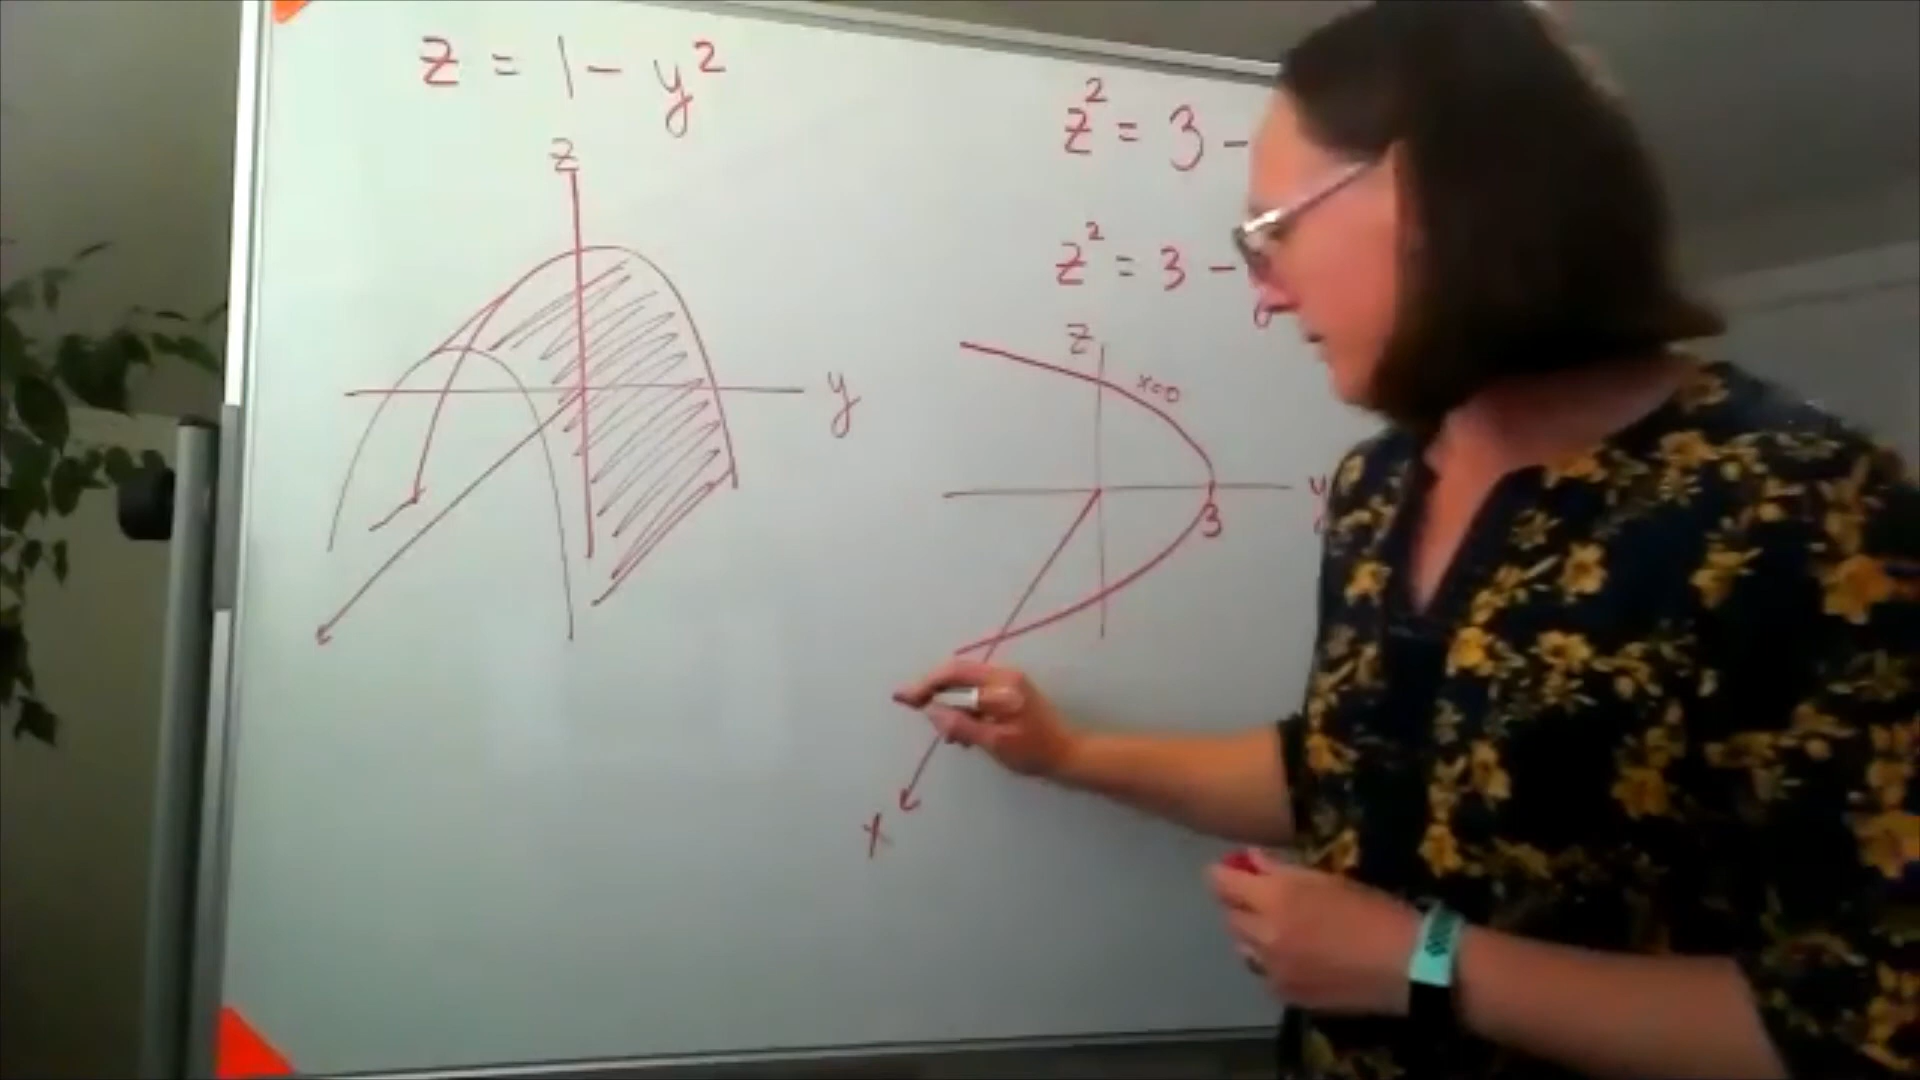 z = 1 - y²
z
y
z² = 3 -
z² = 3 -
z
x=0
y
3
x